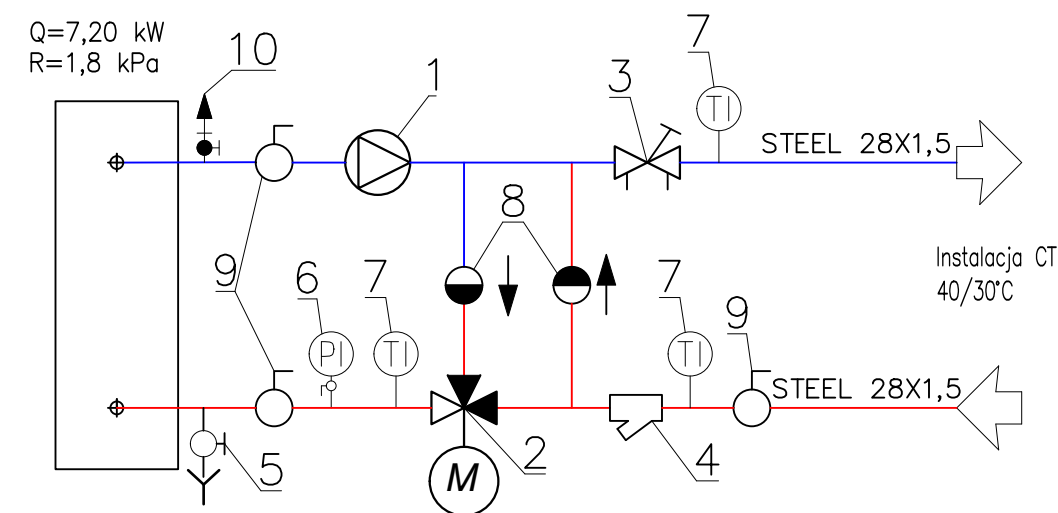 Q=7,20 kW
R=1,8 kPa
10
1
3
7
TI
STEEL 28X1,5
8
Instalacja CT
40/30°C
9
6
7
7
9
PI
TI
TI
STEEL 28X1,5
5
M
2
4